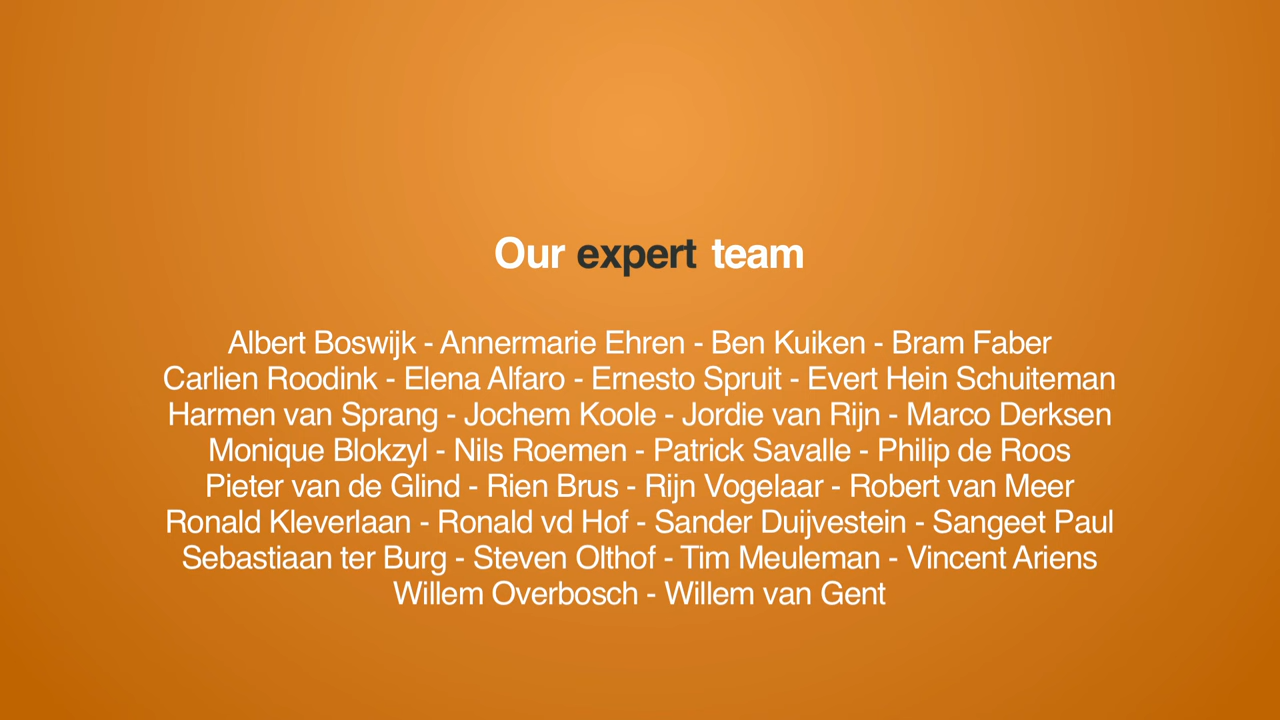 Our expert team
Albert Boswijk - Annermarie Ehren - Ben Kuiken - Bram Faber
Carlien Roodink - Elena Alfaro - Ernesto Spruit - Evert Hein Schuiteman
Harmen van Sprang - Jochem Koole - Jordie van Rijn - Marco Derksen
Monique Blokzyl - Nils Roemen - Patrick Savalle - Philip de Roos
Pieter van de Glind - Rien Brus - Rijn Vogelaar - Robert van Meer
Ronald Kleverlaan - Ronald vd Hof - Sander Duijvestein - Sangeet Paul
Sebastiaan ter Burg - Steven Olthof - Tim Meuleman - Vincent Ariens
Willem Overbosch - Willem van Gent